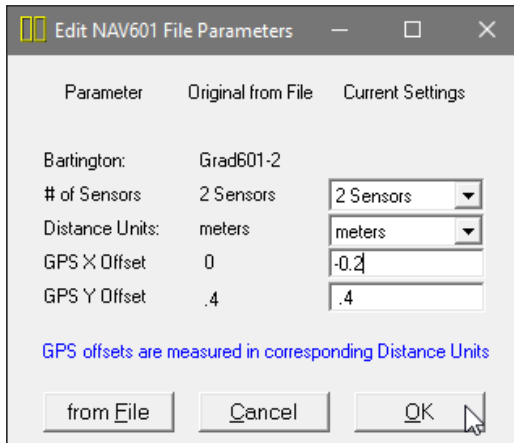 Edit NAV601 File Parameters
Parameter Original from File Current Settings
Bartington: Grad601-2
# of Sensors 2 Sensors 2 Sensors
Distance Units: meters meters
GPS X Offset 0 -0.2
GPS Y Offset .4 .4
GPS offsets are measured in corresponding Distance Units
from File Cancel OK